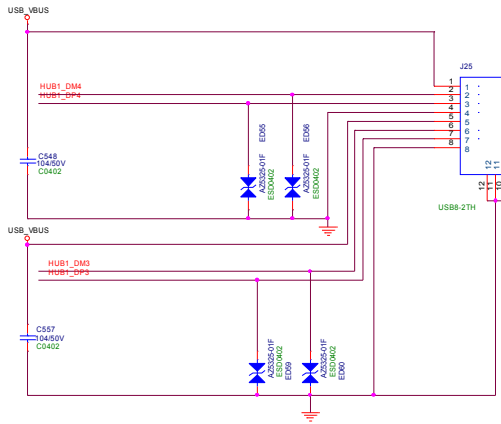 USB_VBUS
J25
1 1
2 2
3 3
4 4
5 5
6 6
7 7
8 8
HUB1_DM4
HUB1_DP4
ED55
ED56
C548
104/50V
C0402
AZ5325-01F
ESD0402
AZ5325-01F
ESD0402
12 11
12 11 10
USB8-2TH
USB_VBUS
HUB1_DM3
HUB1_DP3
C557
104/50V
C0402
AZ5325-01F
ESD0402
ED59
AZ5325-01F
ESD0402
ED60